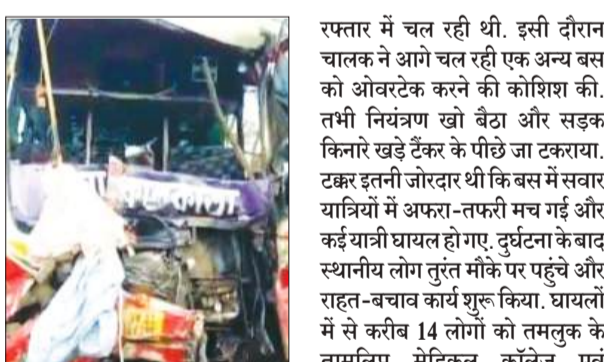 रफ्तार में चल रही थी. इसी दौरान
चालक ने आगे चल रही एक अन्य बस
को ओवरटेक करने की कोशिश की.
तभी नियंत्रण खो बैठा और सड़क
किनारे खड़े टैंकर के पीछे जा टकराया.
टक्कर इतनी जोरदार थी कि बस में सवार
यात्रियों में अफरा-तफरी मच गई और
कई यात्री घायल हो गए. दुर्घटना के बाद
स्थानीय लोग तुरंत मौके पर पहुंचे और
राहत-बचाव कार्य शुरू किया. घायलों
में से करीब 14 लोगों को तमलुक के
मेडिकल कॉलेज एवं